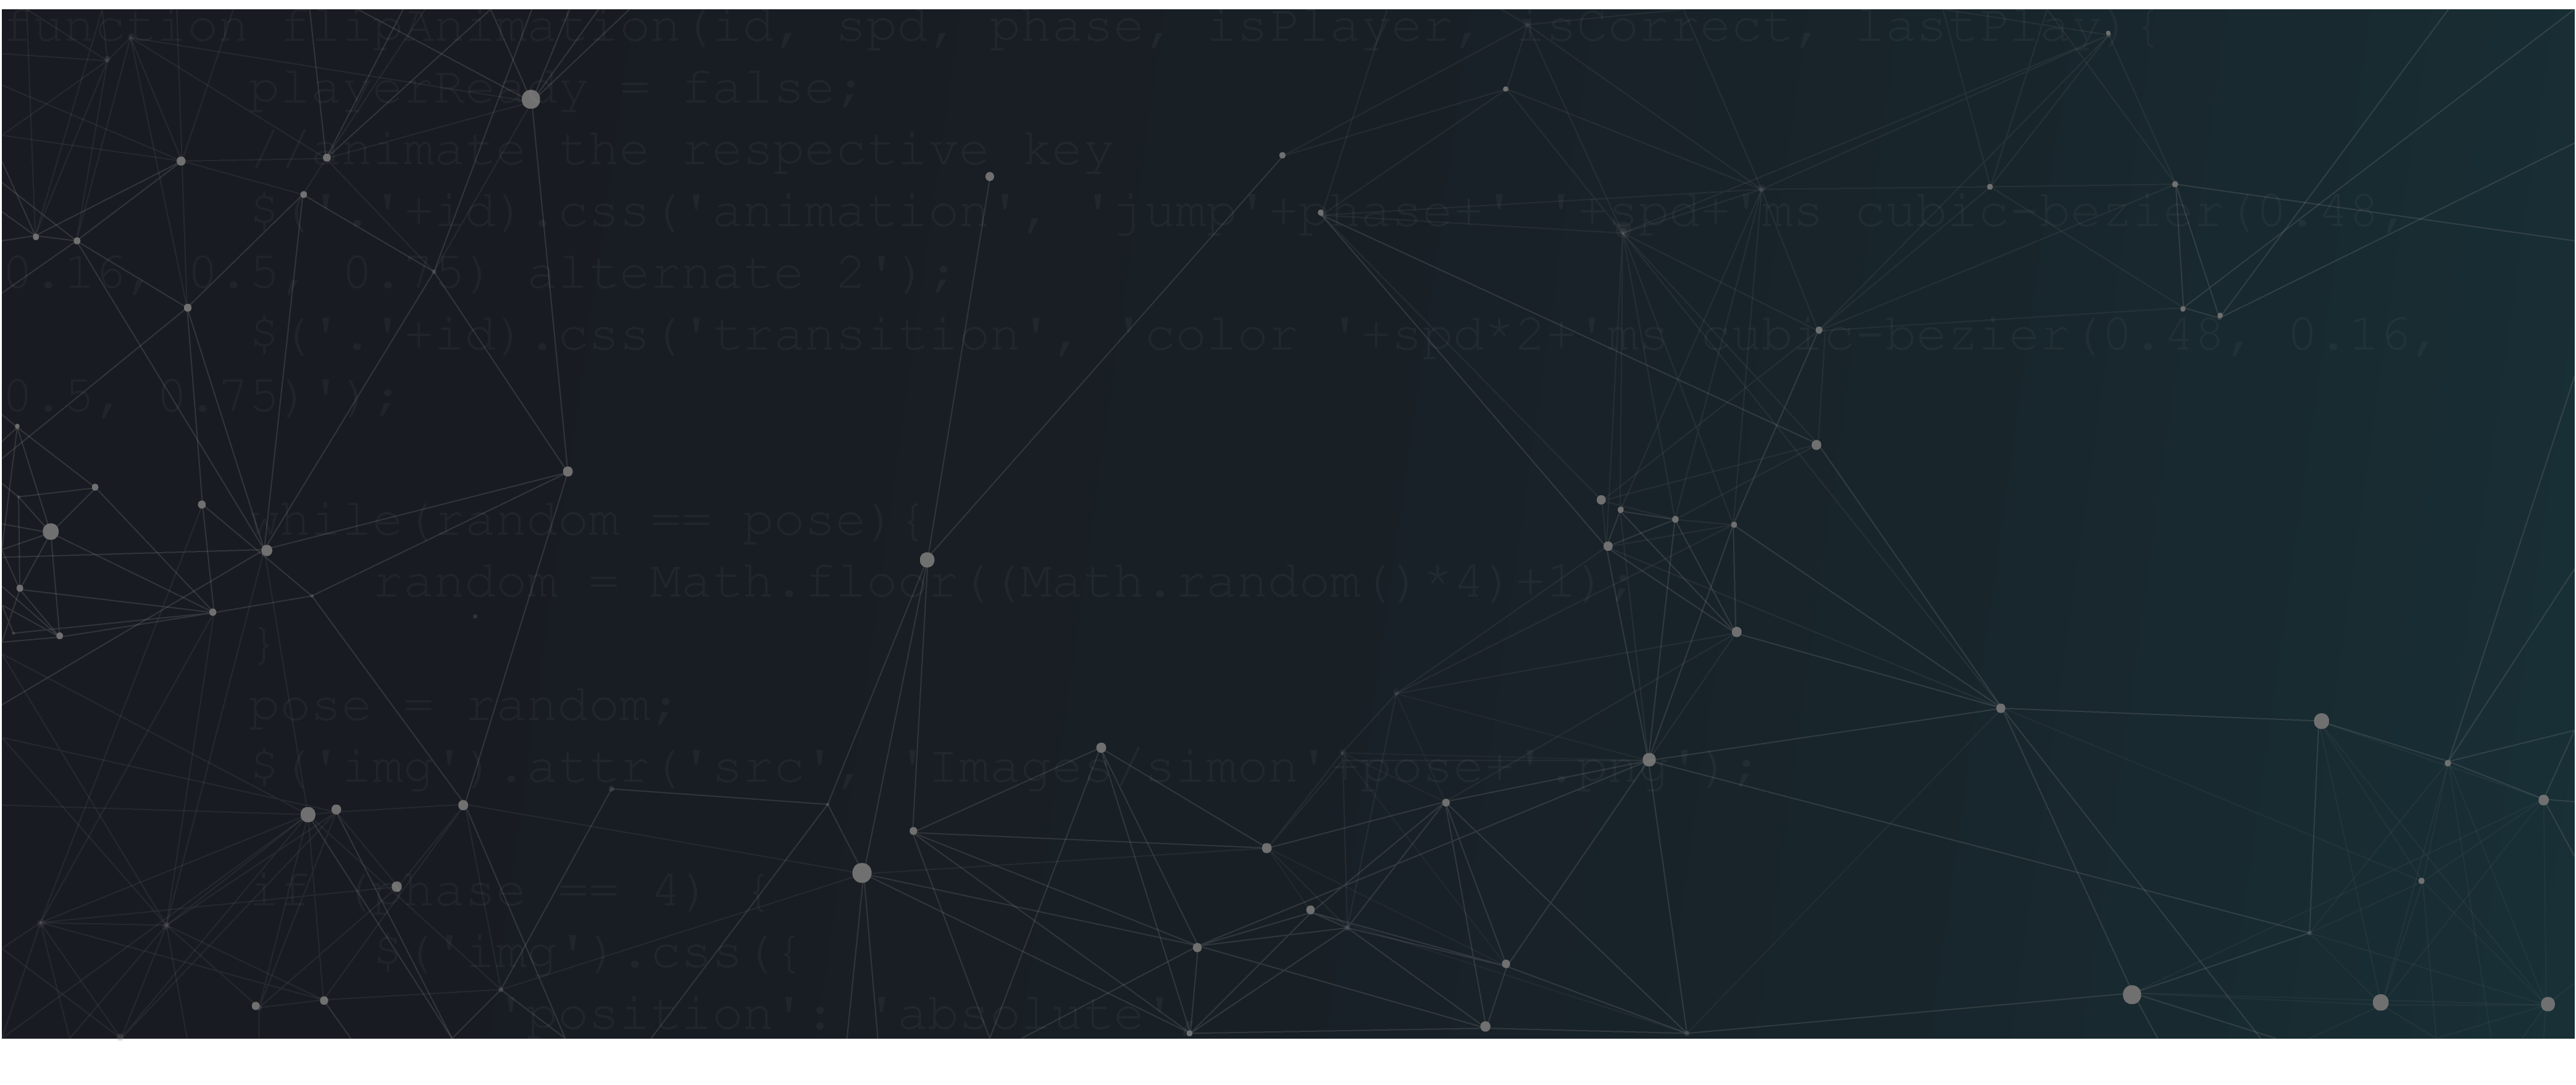 function flipAnimation(id, spd, phase, isPlayer, isCorrect, lastPlay){
playerReady = false;
//animate the respective key
$('.'+id).css('animation', 'jump'+phase+' '+spd+'ms cubic-bezier(0.48,
0.16, 0.5, 0.75) alternate 2');
$('.'+id).css('transition', 'color '+spd*2+'ms cubic-bezier(0.48, 0.16,
0.5, 0.75)');
while(random == pose){
random = Math.floor((Math.random()*4)+1);
}
pose = random;
$('img').attr('src', 'Images/simon'+pose+'.png');
if (phase == 4) {
$('img').css({
'position': 'absolute'